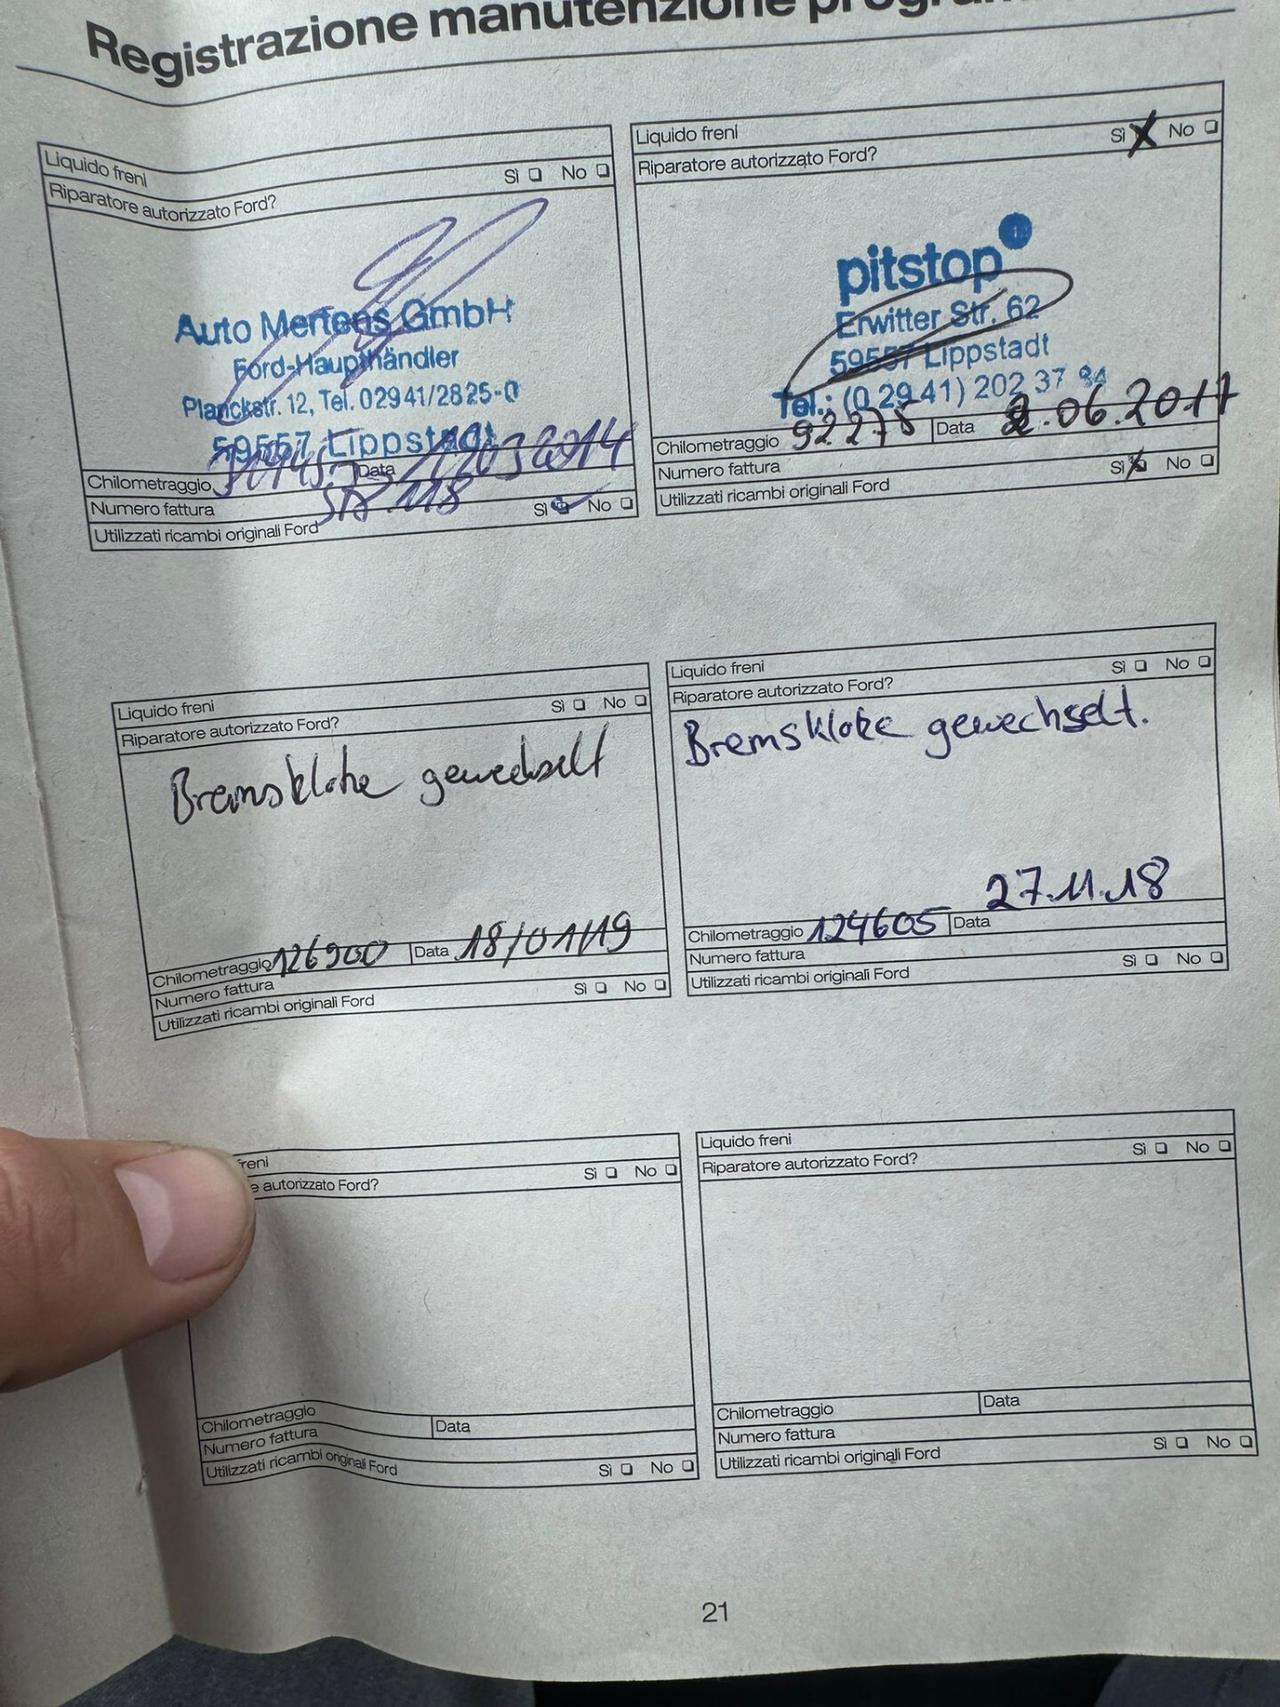 Registrazione manutenzione
Liquido freni
Riparatore autorizzato Ford? Sì No
Auto Mertens GmbH
Ford-Haupthändler
Planckstr. 12, Tel. 02941/2825-0
59557 Lippstadt
Chilometraggio Data
Numero fattura
Utilizzati ricambi originali Ford Sì No
Liquido freni
Riparatore autorizzato Ford? Sì No
pitstop
Erwitter Str. 62
59557 Lippstadt
Tel.: (0 29 41) 202 37 84
Chilometraggio 92275 Data 2.06.2017
Numero fattura
Utilizzati ricambi originali Ford Sì No
Liquido freni
Riparatore autorizzato Ford? Sì No
Bremsklötze gewechselt
Chilometraggio 126900 Data 18/01/19
Numero fattura
Utilizzati ricambi originali Ford Sì No
Liquido freni
Riparatore autorizzato Ford? Sì No
Bremsklötze gewechselt.
Chilometraggio 124605 Data 27.11.18
Numero fattura
Utilizzati ricambi originali Ford Sì No
freni
autorizzato Ford? Sì No
Chilometraggio Data
Numero fattura
Utilizzati ricambi originali Ford Sì No
Liquido freni
Riparatore autorizzato Ford? Sì No
Chilometraggio Data
Numero fattura
Utilizzati ricambi originali Ford Sì No
21